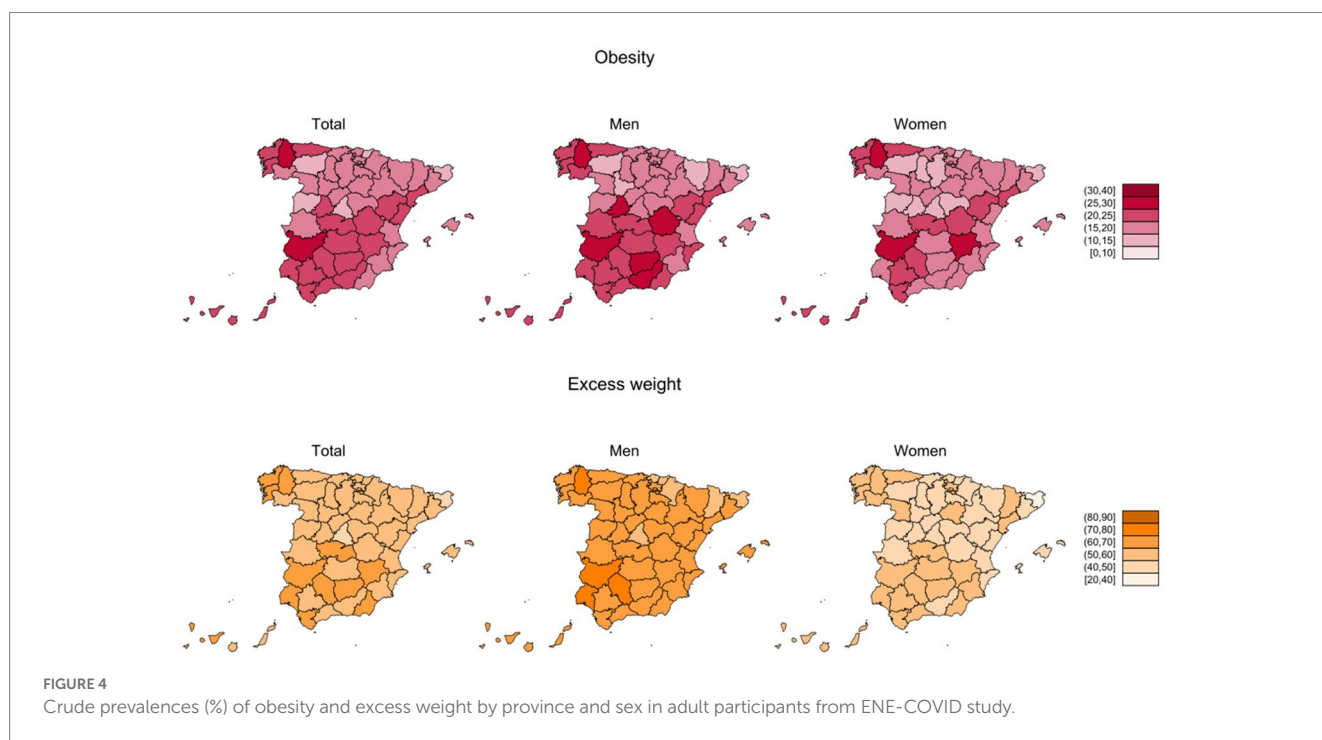 Obesity
Total
Men
Women
(30,40]
(25,30]
(20,25]
(15,20]
(10,15]
[0,10]
Excess weight
Total
Men
Women
(80,90]
(70,80]
(60,70]
(50,60]
(40,50]
[20,40]
FIGURE 4
Crude prevalences (%) of obesity and excess weight by province and sex in adult participants from ENE-COVID study.